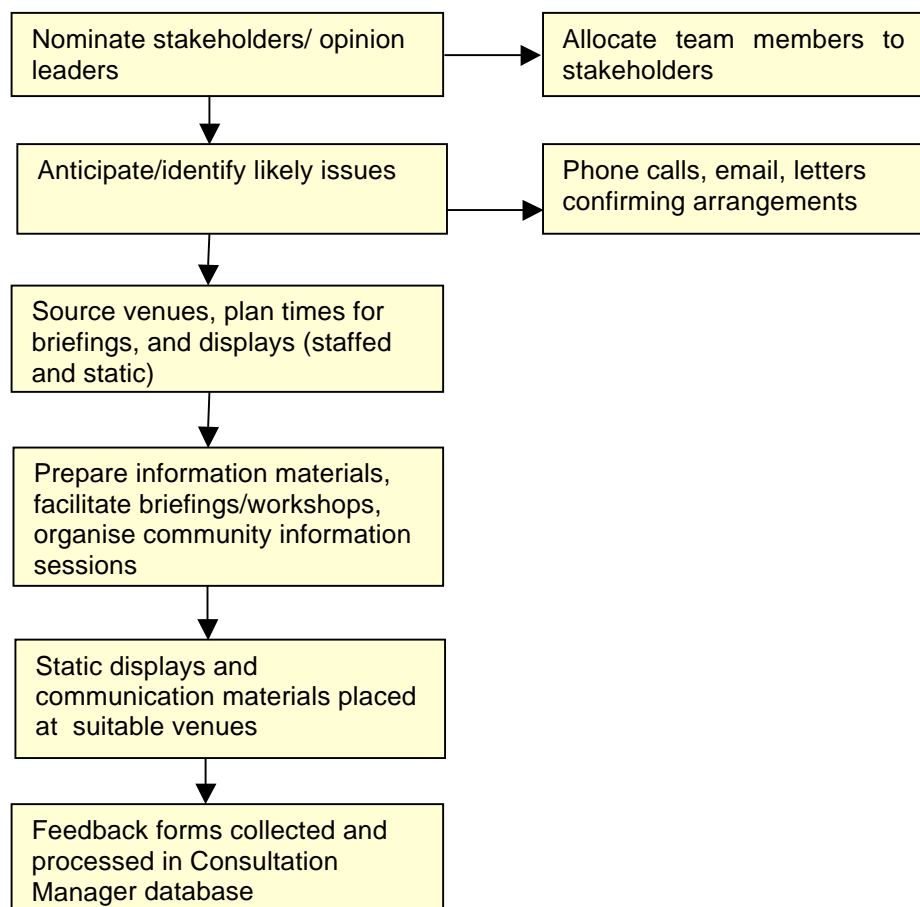 Nominate stakeholders/ opinion
leaders
Allocate team members to
stakeholders
Anticipate/identify likely issues
Phone calls, email, letters
confirming arrangements
Source venues, plan times for
briefings, and displays (staffed
and static)
Prepare information materials,
facilitate briefings/workshops,
organise community information
sessions
Static displays and
communication materials placed
at suitable venues
Feedback forms collected and
processed in Consultation
Manager database